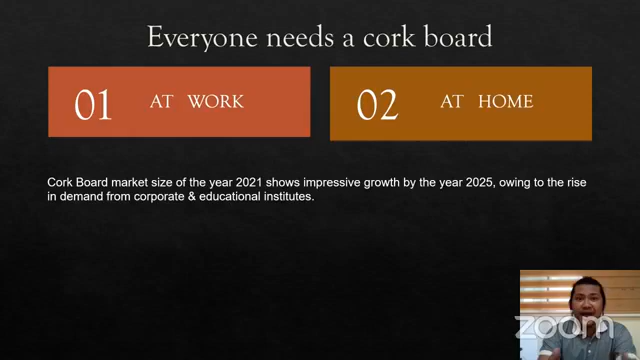 Everyone needs a cork board
01 AT WORK
02 AT HOME
Cork Board market size of the year 2021 shows impressive growth by the year 2025, owing to the rise
in demand from corporate & educational institutes.
zoom